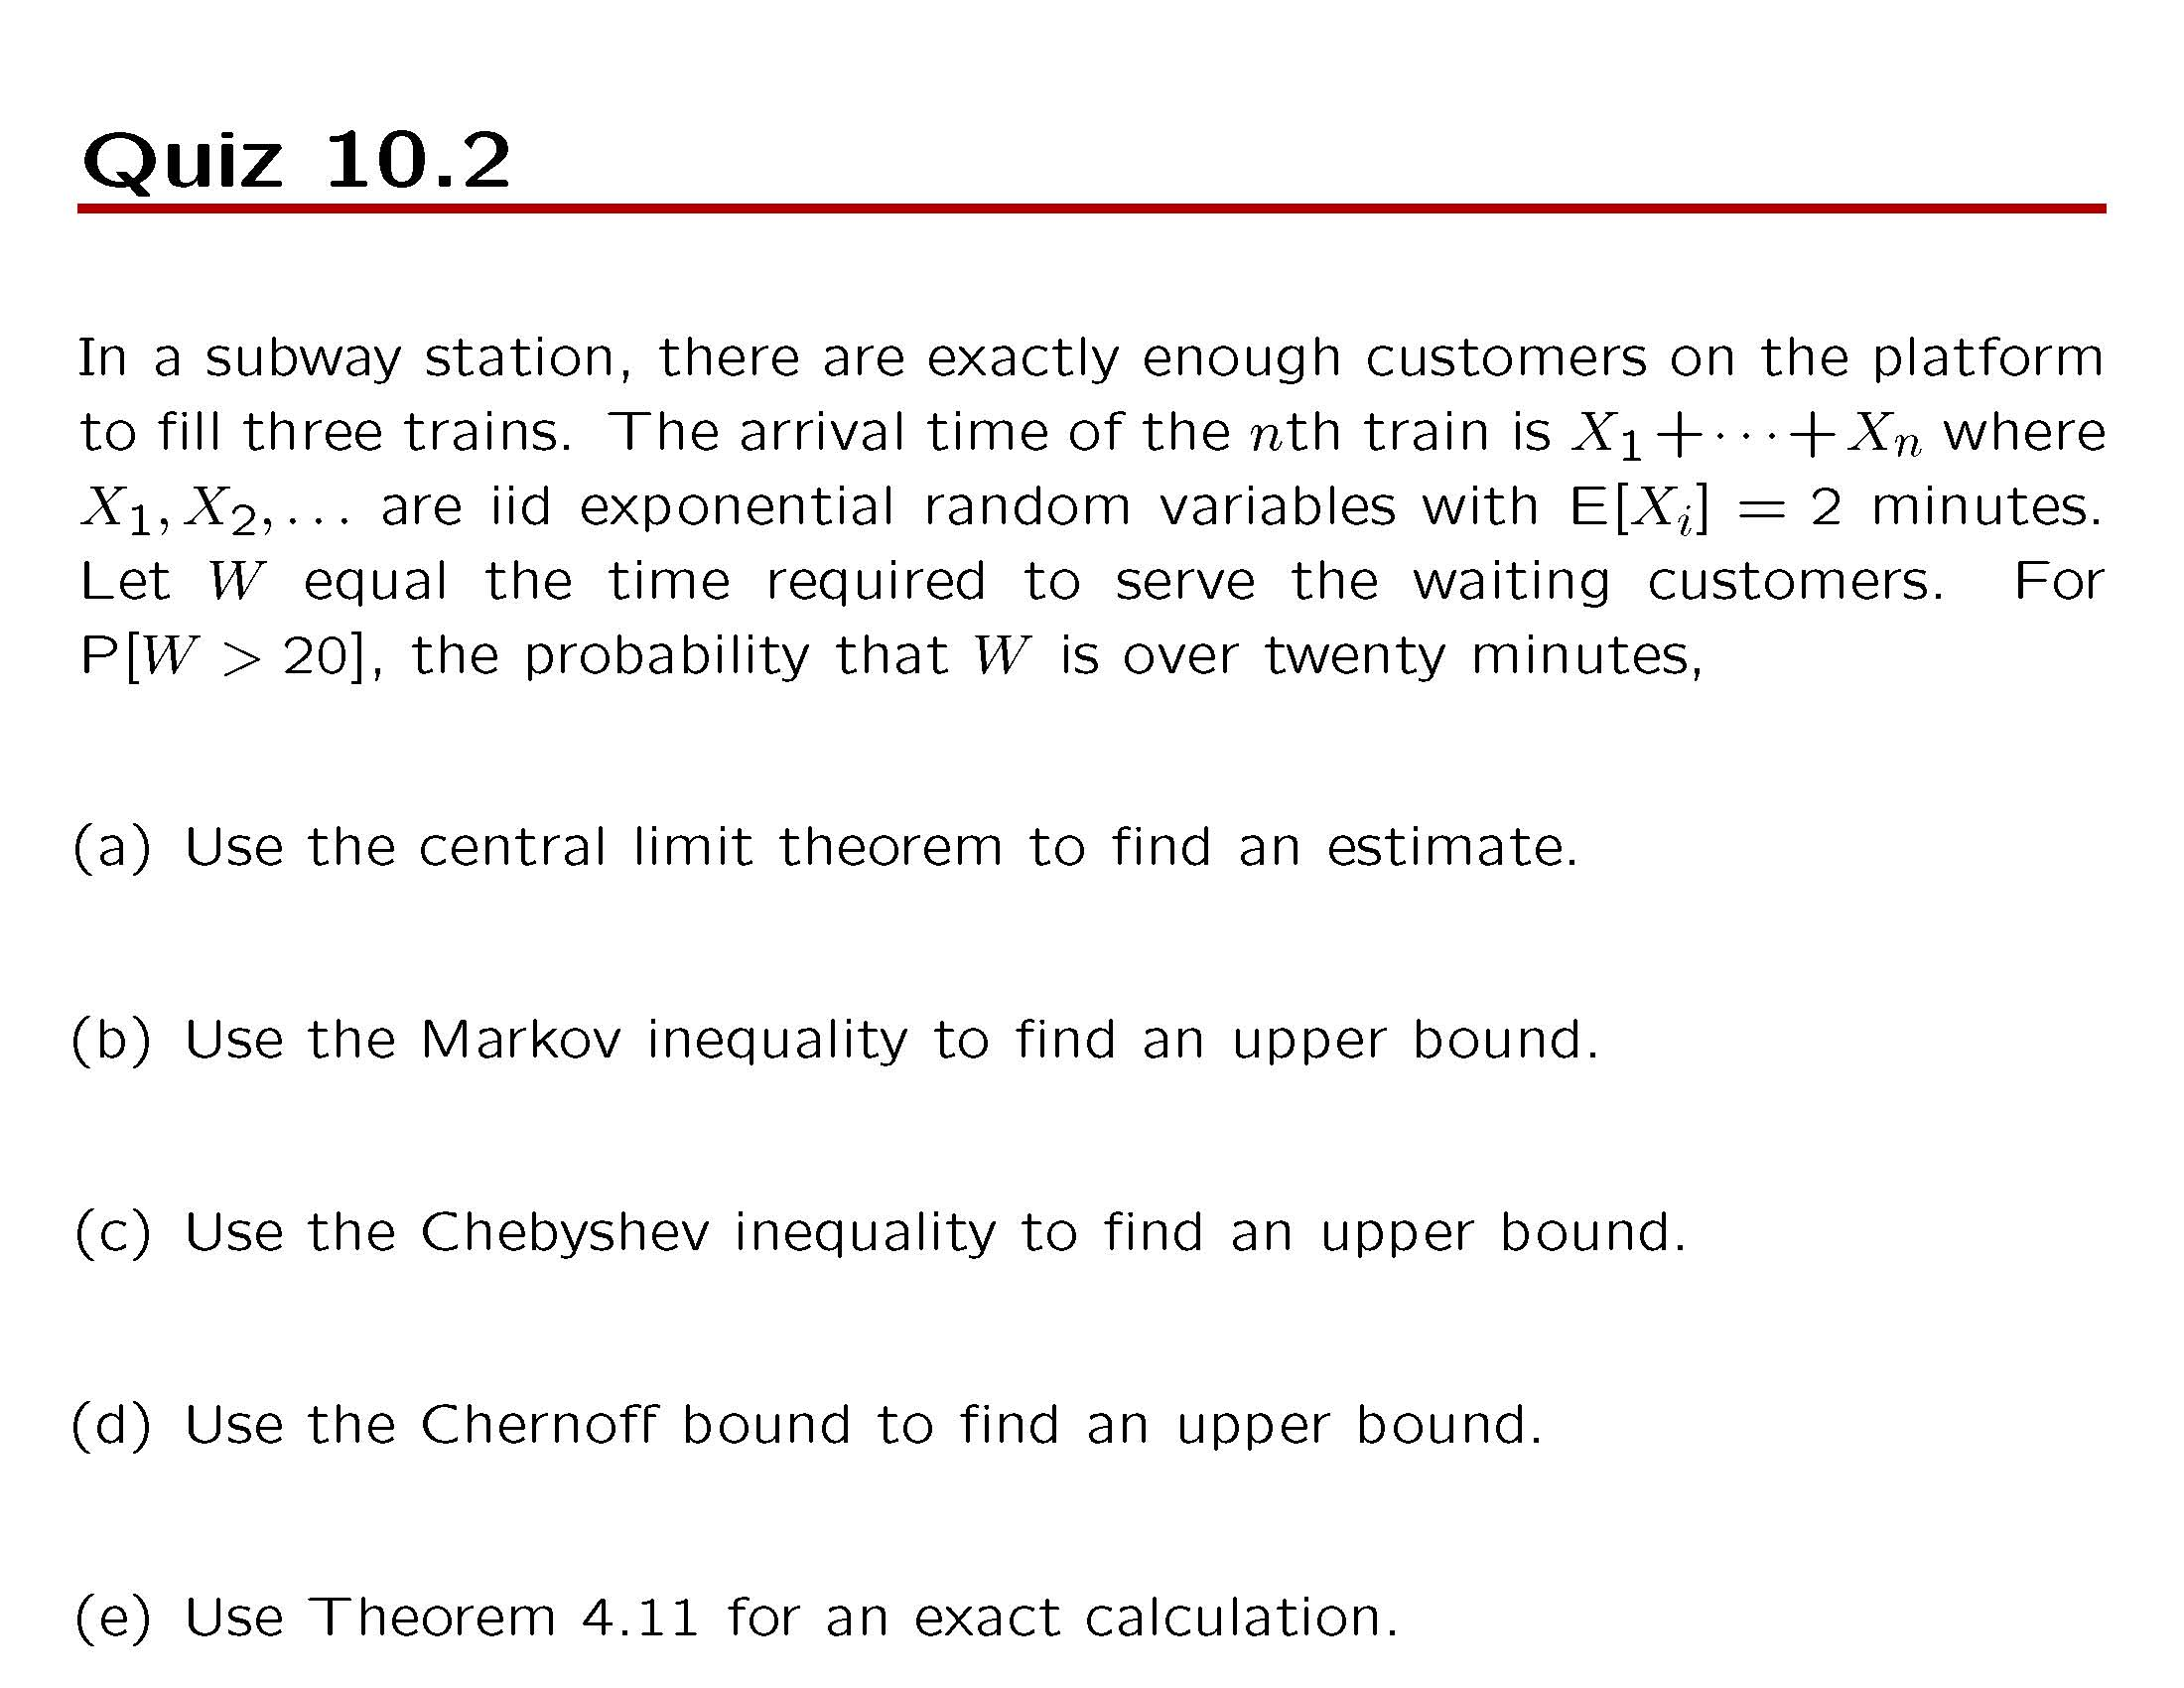 Quiz 10.2
In a subway station, there are exactly enough customers on the platform
to fill three trains. The arrival time of the nth train is X₁ + · · · + Xₙ where
X₁, X₂, . . . are iid exponential random variables with E[Xᵢ] = 2 minutes.
Let W equal the time required to serve the waiting customers. For
P[W > 20], the probability that W is over twenty minutes,
(a) Use the central limit theorem to find an estimate.
(b) Use the Markov inequality to find an upper bound.
(c) Use the Chebyshev inequality to find an upper bound.
(d) Use the Chernoff bound to find an upper bound.
(e) Use Theorem 4.11 for an exact calculation.